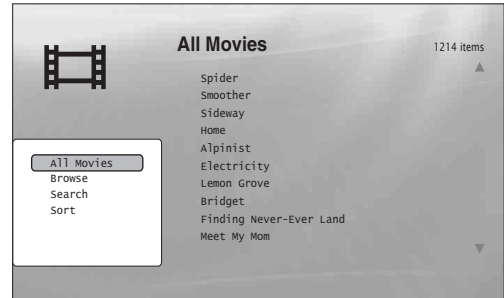 All Movies
1214 items
Spider
Smoother
Sideway
Home
Alpinist
Electricity
Lemon Grove
Bridget
Finding Never-Ever Land
Meet My Mom
All Movies
Browse
Search
Sort